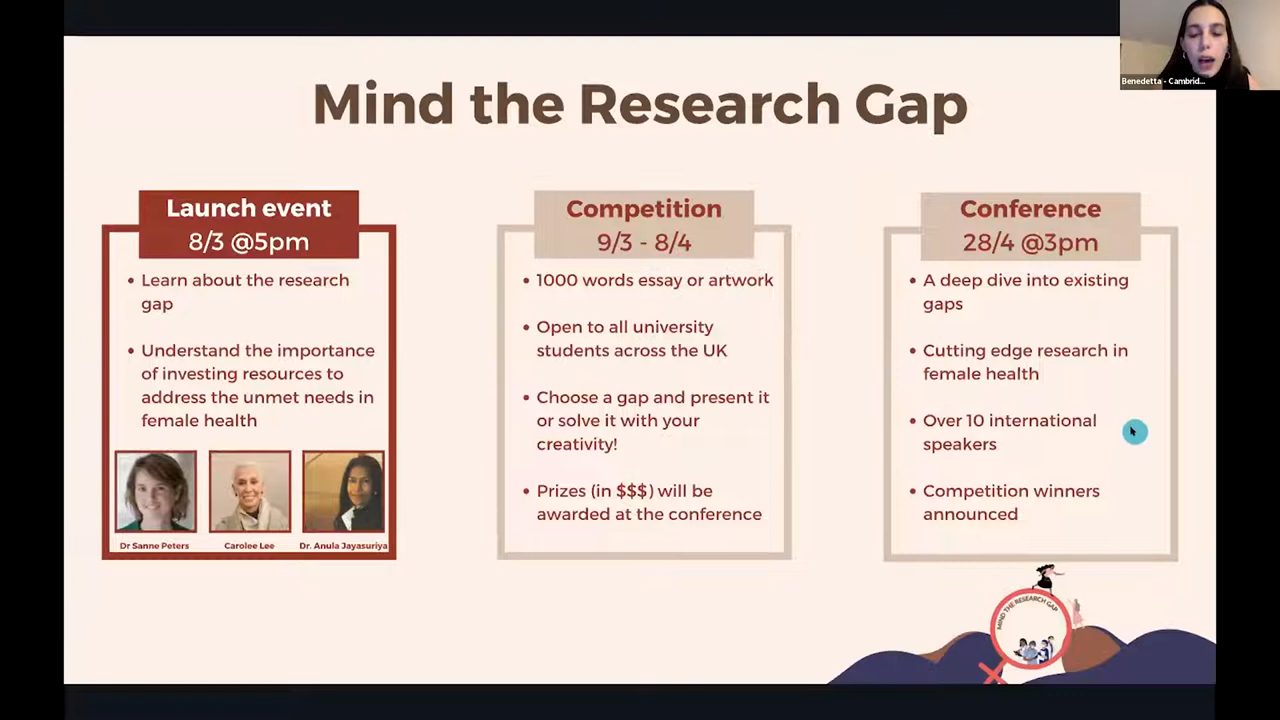 Benedetta - Cambrid...
Mind the Research Gap
Launch event
8/3 @5pm
• Learn about the research
gap
• Understand the importance
of investing resources to
address the unmet needs in
female health
Dr Sanne Peters
Carolee Lee
Dr. Anula Jayasuriya
Competition
9/3 - 8/4
• 1000 words essay or artwork
• Open to all university
students across the UK
• Choose a gap and present it
or solve it with your
creativity!
• Prizes (in $$$) will be
awarded at the conference
Conference
28/4 @3pm
• A deep dive into existing
gaps
• Cutting edge research in
female health
• Over 10 international
speakers
• Competition winners
announced
MIND THE RESEARCH GAP